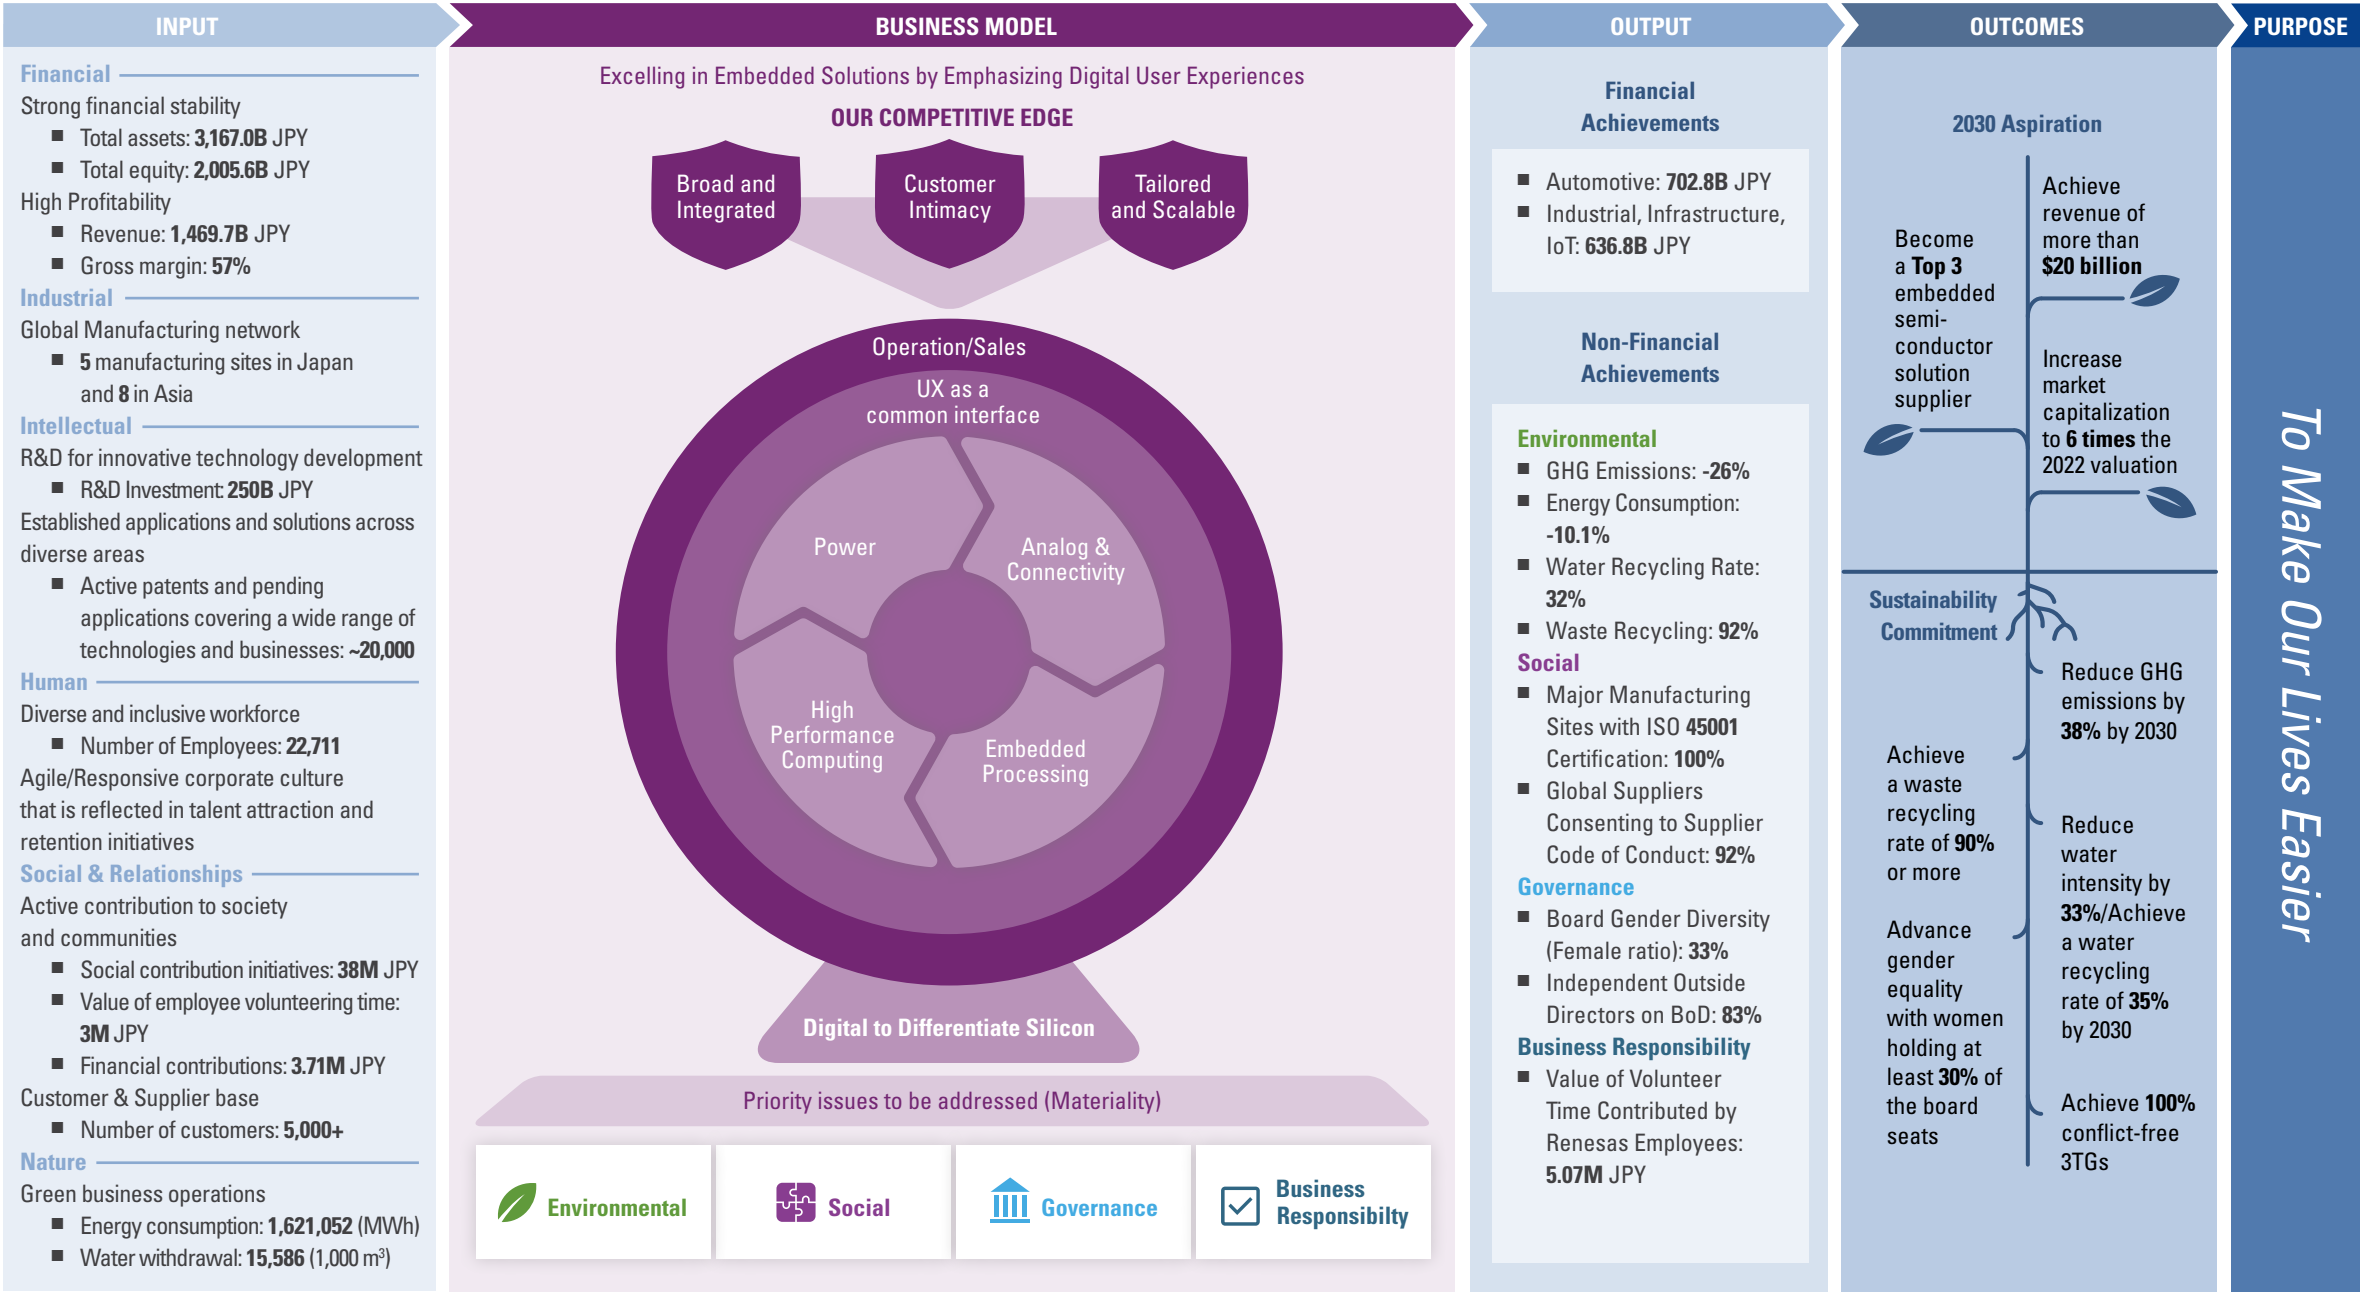 INPUT
Financial
Strong financial stability
■ Total assets: 3,167.0B JPY
■ Total equity: 2,005.6B JPY
High Profitability
■ Revenue: 1,469.7B JPY
■ Gross margin: 57%
Industrial
Global Manufacturing network
■ 5 manufacturing sites in Japan
and 8 in Asia
Intellectual
R&D for innovative technology development
■ R&D Investment: 250B JPY
Established applications and solutions across
diverse areas
■ Active patents and pending
applications covering a wide range of
technologies and businesses: ~20,000
Human
Diverse and inclusive workforce
■ Number of Employees: 22,711
Agile/Responsive corporate culture
that is reflected in talent attraction and
retention initiatives
Social & Relationships
Active contribution to society
and communities
■ Social contribution initiatives: 38M JPY
■ Value of employee volunteering time:
3M JPY
■ Financial contributions: 3.71M JPY
Customer & Supplier base
■ Number of customers: 5,000+
Nature
Green business operations
■ Energy consumption: 1,621,052 (MWh)
■ Water withdrawal: 15,586 (1,000 m³)
BUSINESS MODEL
Excelling in Embedded Solutions by Emphasizing Digital User Experiences
OUR COMPETITIVE EDGE
Broad and
Integrated
Customer
Intimacy
Tailored
and Scalable
Operation/Sales
UX as a
common interface
Power
Analog &
Connectivity
High
Performance
Computing
Embedded
Processing
Digital to Differentiate Silicon
Priority issues to be addressed (Materiality)
Environmental
Social
Governance
Business
Responsibilty
OUTPUT
Financial
Achievements
■ Automotive: 702.8B JPY
■ Industrial, Infrastructure,
IoT: 636.8B JPY
Non-Financial
Achievements
Environmental
■ GHG Emissions: -26%
■ Energy Consumption:
-10.1%
■ Water Recycling Rate:
32%
■ Waste Recycling: 92%
Social
■ Major Manufacturing
Sites with ISO 45001
Certification: 100%
■ Global Suppliers
Consenting to Supplier
Code of Conduct: 92%
Governance
■ Board Gender Diversity
(Female ratio): 33%
■ Independent Outside
Directors on BoD: 83%
Business Responsibility
■ Value of Volunteer
Time Contributed by
Renesas Employees:
5.07M JPY
OUTCOMES
2030 Aspiration
Achieve
revenue of
more than
$20 billion
Become
a Top 3
embedded
semi-
conductor
solution
supplier
Increase
market
capitalization
to 6 times the
2022 valuation
Sustainability
Commitment
Reduce GHG
emissions by
38% by 2030
Achieve
a waste
recycling
rate of 90%
or more
Reduce
water
intensity by
33%/Achieve
a water
recycling
rate of 35%
by 2030
Advance
gender
equality
with women
holding at
least 30% of
the board
seats
Achieve 100%
conflict-free
3TGs
PURPOSE
To Make Our Lives Easier